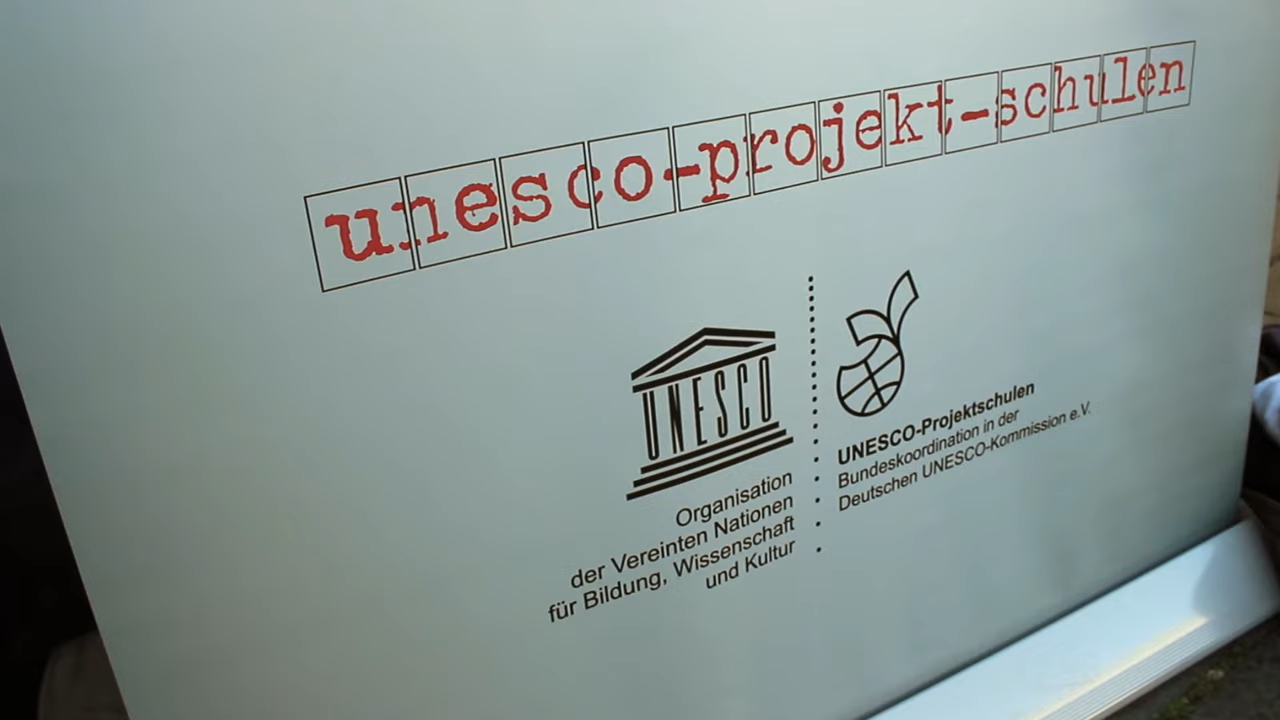 unesco-projekt-schulen
UNESCO
Organisation
der Vereinten Nationen
für Bildung, Wissenschaft
und Kultur
UNESCO-Projektschulen
Bundeskoordination in der
Deutschen UNESCO-Kommission e.V.